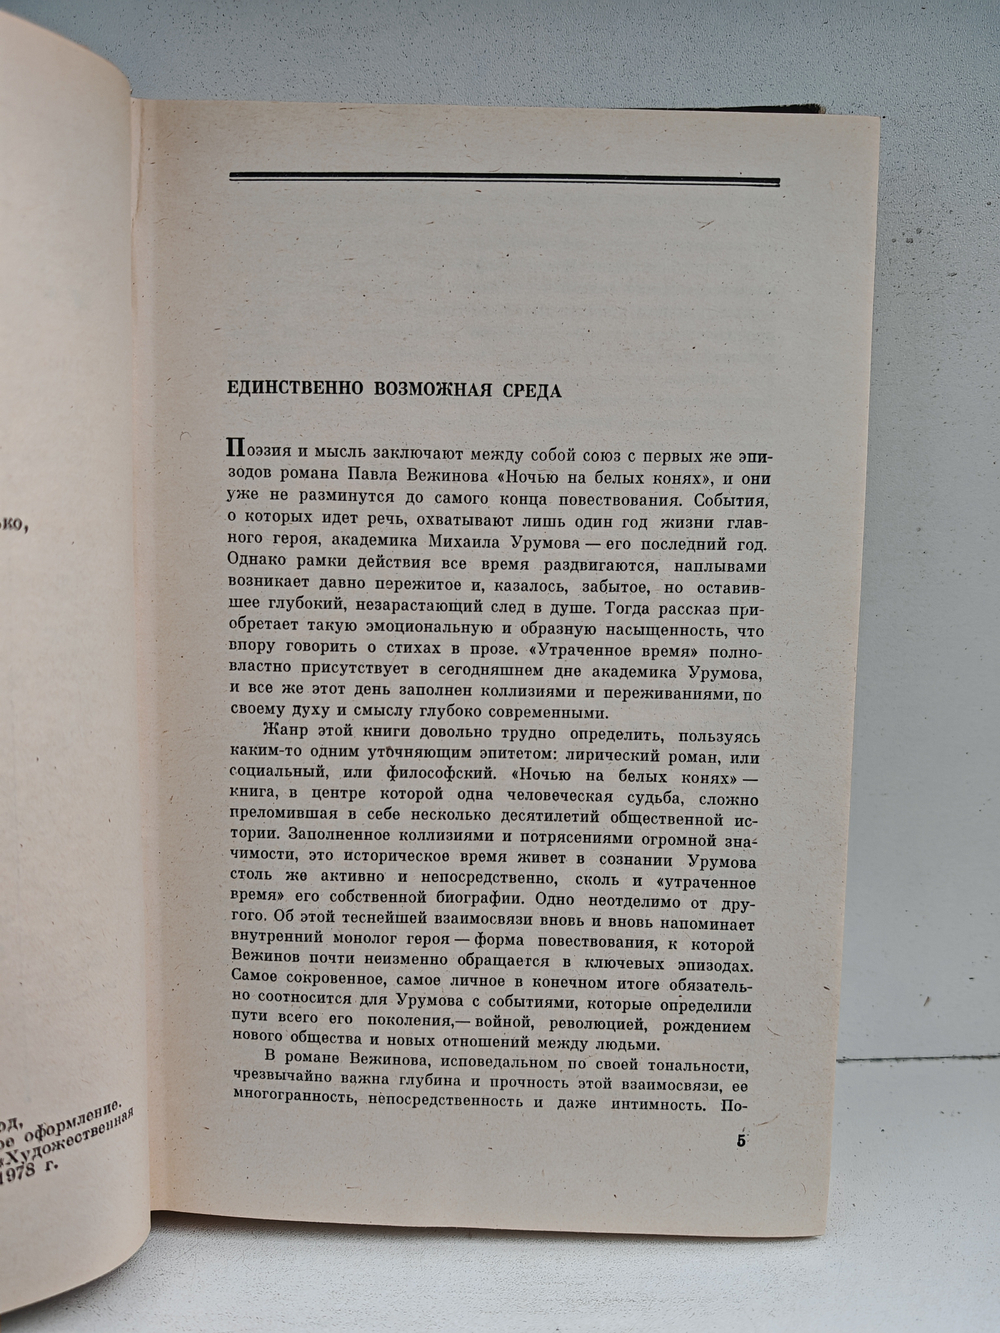 ько,
од,
ое оформление.
«Художественная
1978 г.
ЕДИНСТВЕННО ВОЗМОЖНАЯ СРЕДА
Поэзия и мысль заключают между собой союз с первых же эпи-
зодов романа Павла Вежинова «Ночью на белых конях», и они
уже не разминутся до самого конца повествования. События,
о которых идет речь, охватывают лишь один год жизни глав-
ного героя, академика Михаила Урумова — его последний год.
Однако рамки действия все время раздвигаются, наплывами
возникает давно пережитое и, казалось, забытое, но оставив-
шее глубокий, незарастающий след в душе. Тогда рассказ при-
обретает такую эмоциональную и образную насыщенность, что
впору говорить о стихах в прозе. «Утраченное время» полно-
властно присутствует в сегодняшнем дне академика Урумова,
и все же этот день заполнен коллизиями и переживаниями, по
своему духу и смыслу глубоко современными.
Жанр этой книги довольно трудно определить, пользуясь
каким-то одним уточняющим эпитетом: лирический роман, или
социальный, или философский. «Ночью на белых конях» —
книга, в центре которой одна человеческая судьба, сложно
преломившая в себе несколько десятилетий общественной ис-
тории. Заполненное коллизиями и потрясениями огромной зна-
чимости, это историческое время живет в сознании Урумова
столь же активно и непосредственно, сколь и «утраченное
время» его собственной биографии. Одно неотделимо от дру-
гого. Об этой теснейшей взаимосвязи вновь и вновь напоминает
внутренний монолог героя — форма повествования, к которой
Вежинов почти неизменно обращается в ключевых эпизодах.
Самое сокровенное, самое личное в конечном итоге обязатель-
но соотносится для Урумова с событиями, которые определили
пути всего его поколения,— войной, революцией, рождением
нового общества и новых отношений между людьми.
В романе Вежинова, исповедальном по своей тональности,
чрезвычайно важна глубина и прочность этой взаимосвязи, ее
многогранность, непосредственность и даже интимность. По-
5